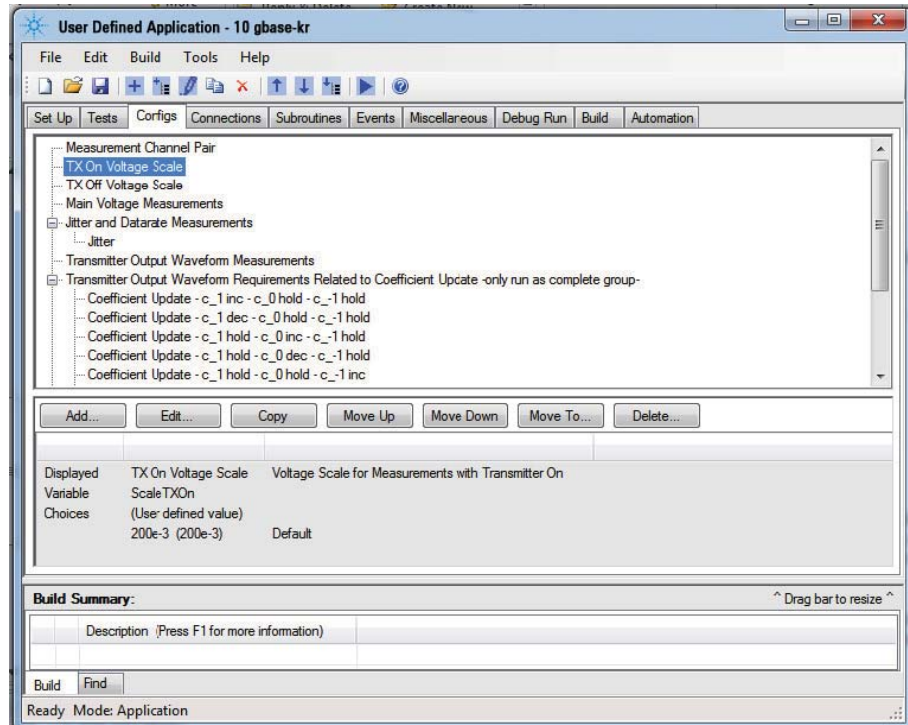 User Defined Application - 10 gbase-kr
File Edit Build Tools Help
Set Up Tests Configs Connections Subroutines Events Miscellaneous Debug Run Build Automation
Measurement Channel Pair
TX On Voltage Scale
TX Off Voltage Scale
Main Voltage Measurements
Jitter and Datarate Measurements
Jitter
Transmitter Output Waveform Measurements
Transmitter Output Waveform Requirements Related to Coefficient Update -only run as complete group-
Coefficient Update - c_1 inc - c_0 hold - c_-1 hold
Coefficient Update - c_1 dec - c_0 hold - c_-1 hold
Coefficient Update - c_1 hold - c_0 inc - c_-1 hold
Coefficient Update - c_1 hold - c_0 dec - c_-1 hold
Coefficient Update - c_1 hold - c_0 hold - c_-1 inc
Add... Edit... Copy Move Up Move Down Move To... Delete...
Displayed TX On Voltage Scale Voltage Scale for Measurements with Transmitter On
Variable ScaleTXOn
Choices (User defined value)
200e-3 (200e-3) Default
Build Summary: ^ Drag bar to resize ^
Description (Press F1 for more information)
Build Find
Ready Mode: Application